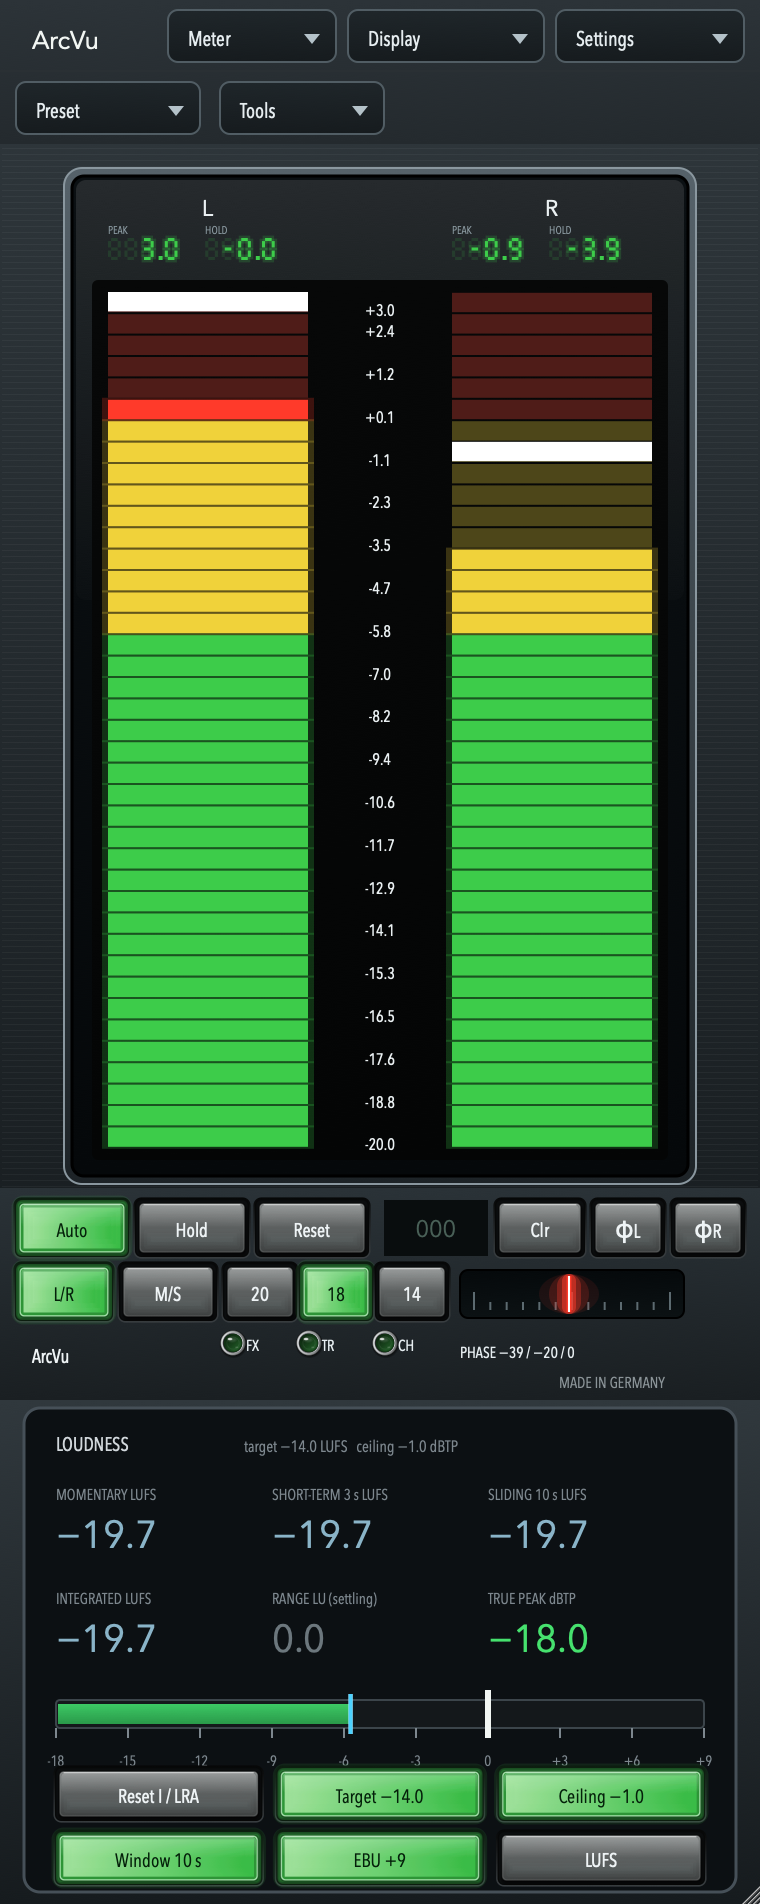 ArcVu Meter Display Settings
Preset Tools
L R
PEAK HOLD PEAK HOLD
3.0 -0.0 -0.9 -3.9
+3.0
+2.4
+1.2
+0.1
-1.1
-2.3
-3.5
-4.7
-5.8
-7.0
-8.2
-9.4
-10.6
-11.7
-12.9
-14.1
-15.3
-16.5
-17.6
-18.8
-20.0
Auto Hold Reset 000 Clr ΦL ΦR
L/R M/S 20 18 14
FX TR CH
ArcVu PHASE −39 / −20 / 0
MADE IN GERMANY
LOUDNESS target −14.0 LUFS ceiling −1.0 dBTP
MOMENTARY LUFS SHORT-TERM 3 s LUFS SLIDING 10 s LUFS
−19.7 −19.7 −19.7
INTEGRATED LUFS RANGE LU (settling) TRUE PEAK dBTP
−19.7 0.0 −18.0
-18 -15 -12 -9 -6 -3 0 +3 +6 +9
Reset I / LRA Target −14.0 Ceiling −1.0
Window 10 s EBU +9 LUFS